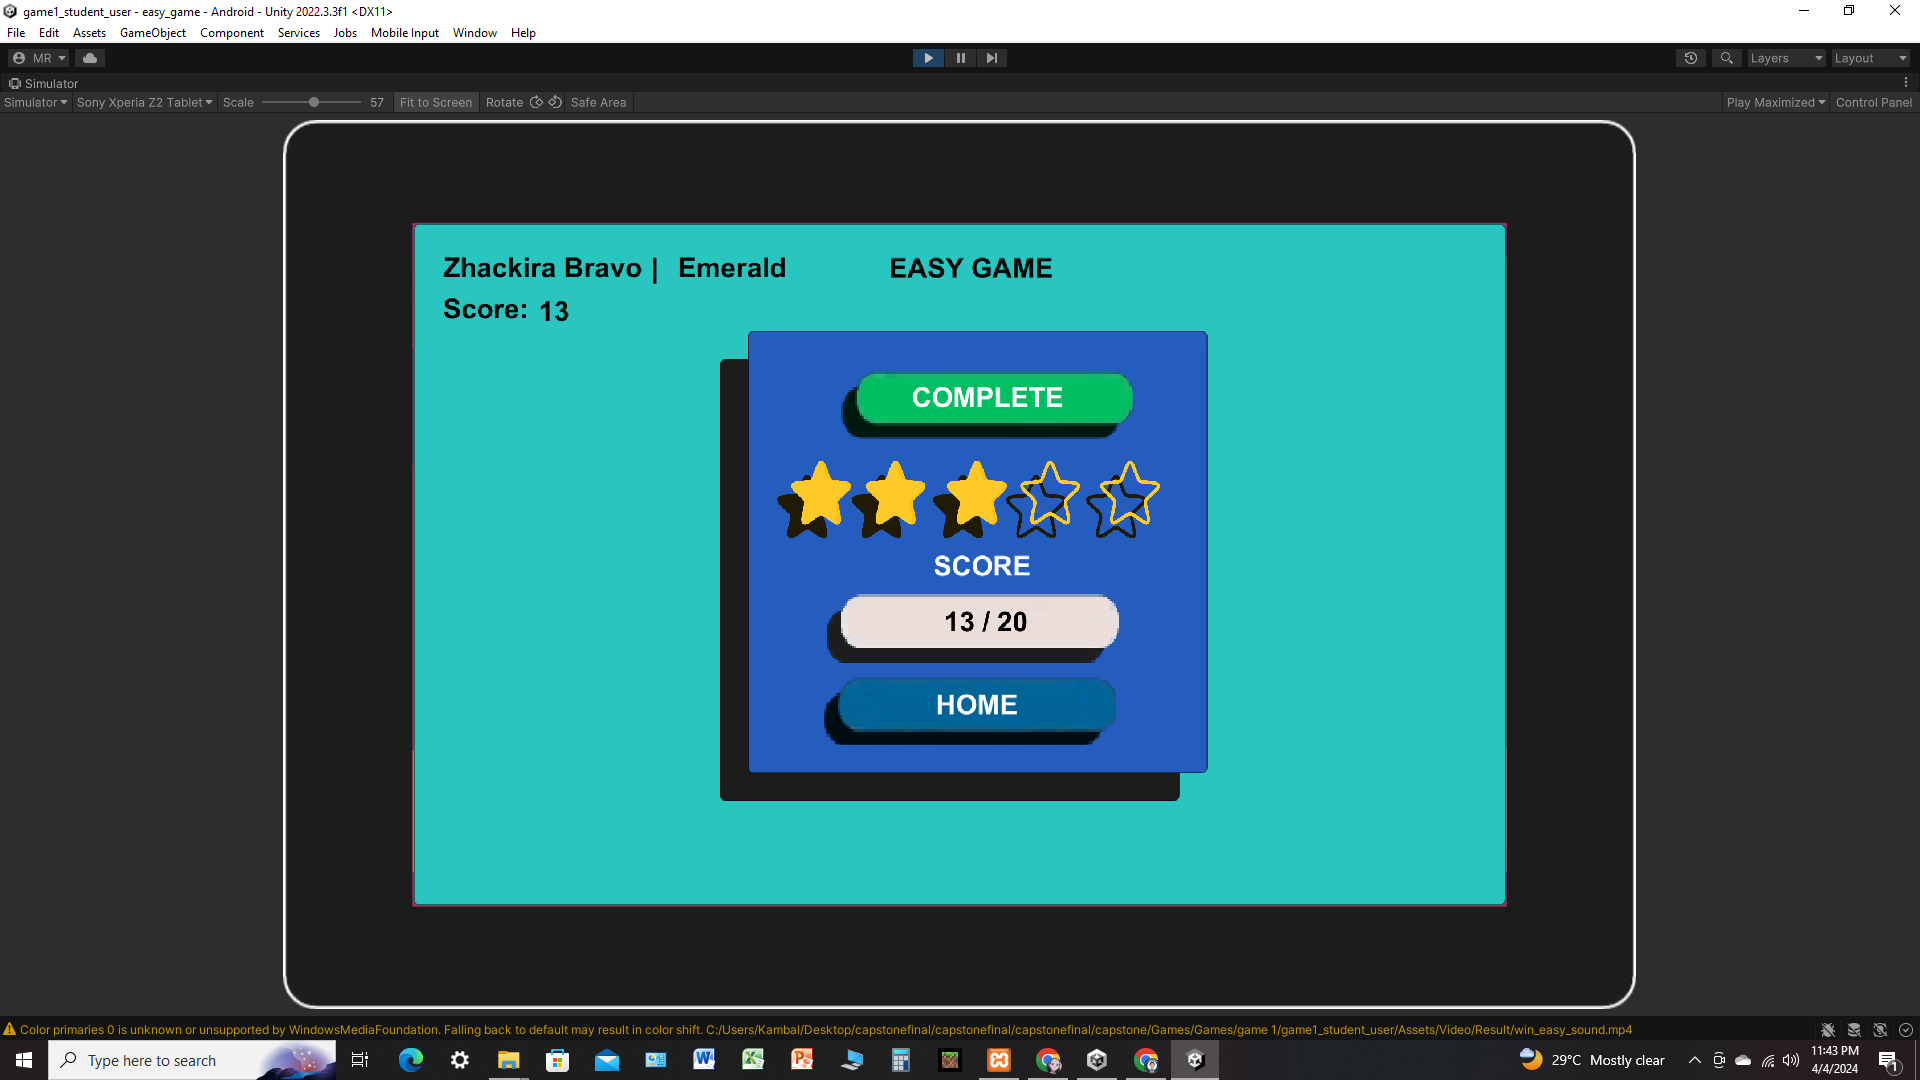 game1_student_user - easy_game - Android - Unity 2022.3.3f1 <DX11>
File Edit Assets GameObject Component Services Jobs Mobile Input Window Help
MR Layers Layout
Simulator
Simulator Sony Xperia Z2 Tablet Scale 57 Fit to Screen Rotate Safe Area Play Maximized Control Panel
Zhackira Bravo | Emerald EASY GAME
Score: 13
COMPLETE
SCORE
13 / 20
HOME
Color primaries 0 is unknown or unsupported by WindowsMediaFoundation. Falling back to default may result in color shift. C:/Users/Kambal/Desktop/capstonefinal/capstonefinal/capstonefinal/capstone/Games/Games/game 1/game1_student_user/Assets/Video/Result/win_easy_sound.mp4
Type here to search 29°C Mostly clear 11:43 PM
4/4/2024 1